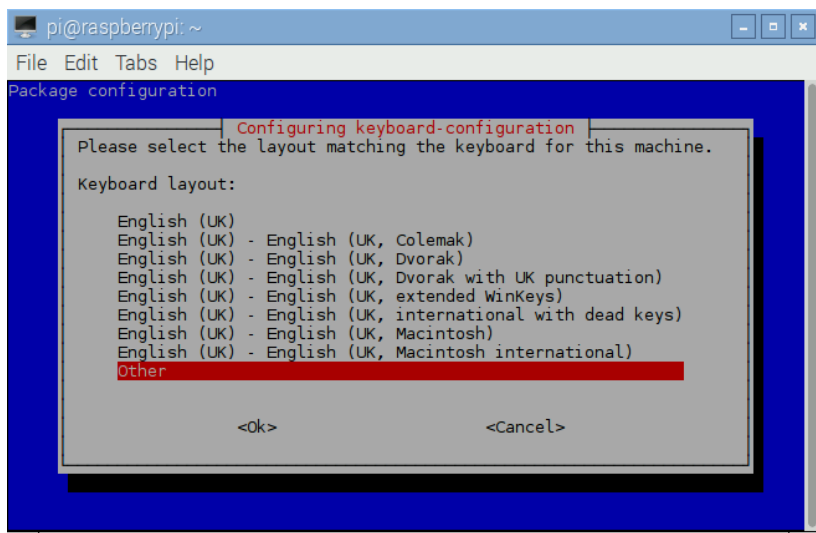 pi@raspberrypi: ~
File Edit Tabs Help
Package configuration
Configuring keyboard-configuration
Please select the layout matching the keyboard for this machine.
Keyboard layout:
English (UK)
English (UK) - English (UK, Colemak)
English (UK) - English (UK, Dvorak)
English (UK) - English (UK, Dvorak with UK punctuation)
English (UK) - English (UK, extended WinKeys)
English (UK) - English (UK, international with dead keys)
English (UK) - English (UK, Macintosh)
English (UK) - English (UK, Macintosh international)
Other
<Ok> <Cancel>